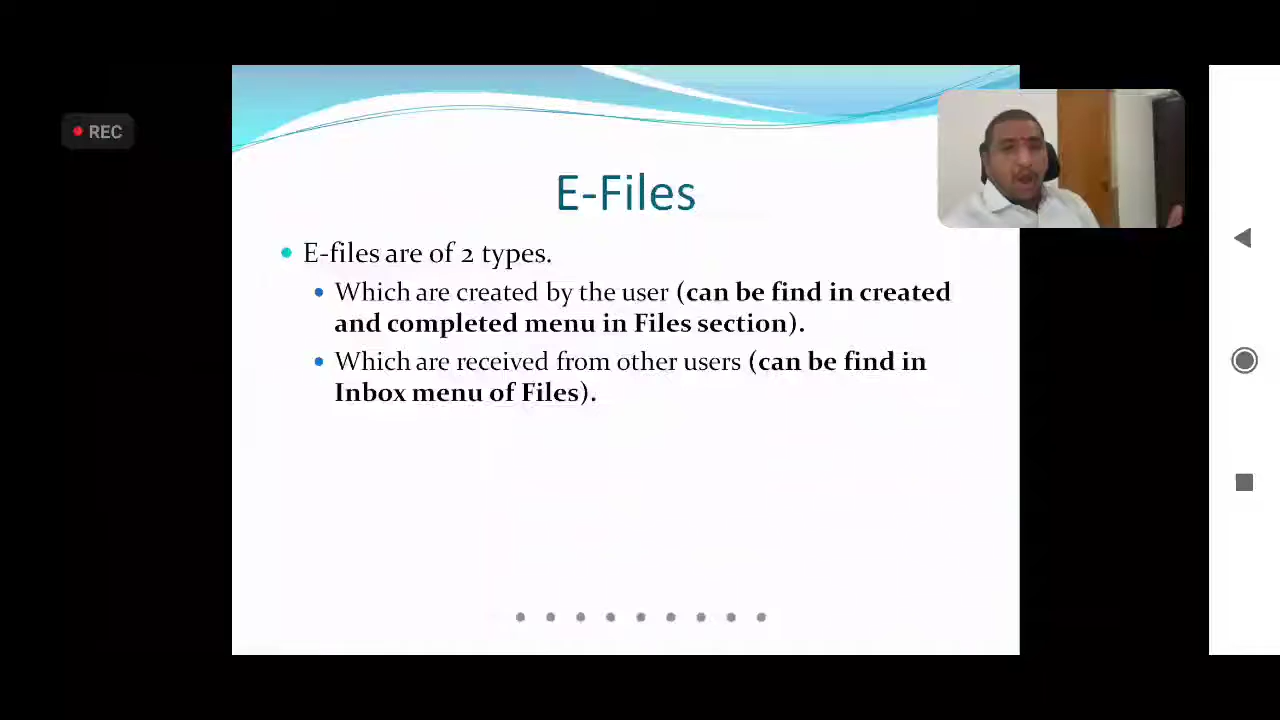 REC
E-Files
E-files are of 2 types.
Which are created by the user (can be find in created
and completed menu in Files section).
Which are received from other users (can be find in
Inbox menu of Files).